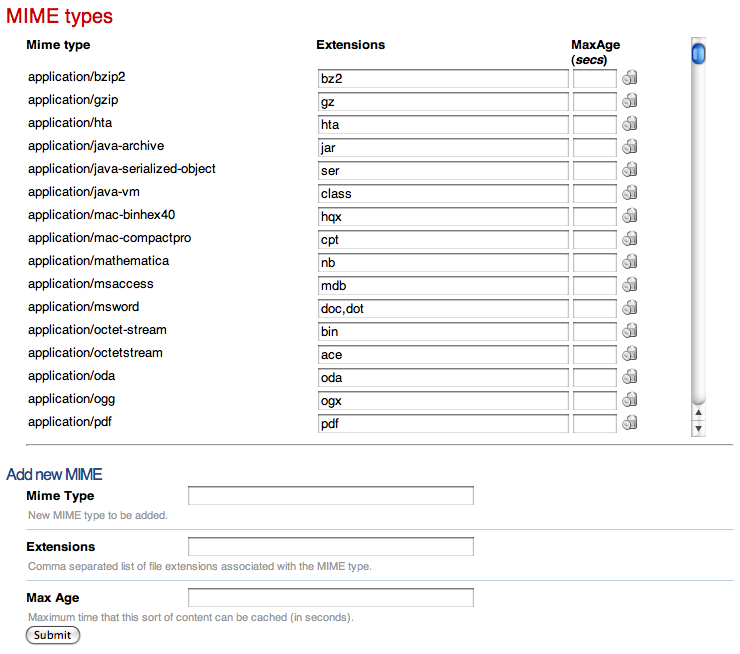 MIME types
Mime type Extensions MaxAge
(secs)
application/bzip2 bz2
application/gzip gz
application/hta hta
application/java-archive jar
application/java-serialized-object ser
application/java-vm class
application/mac-binhex40 hqx
application/mac-compactpro cpt
application/mathematica nb
application/msaccess mdb
application/msword doc,dot
application/octet-stream bin
application/octetstream ace
application/oda oda
application/ogg ogx
application/pdf pdf
Add new MIME
Mime Type
New MIME type to be added.
Extensions
Comma separated list of file extensions associated with the MIME type.
Max Age
Maximum time that this sort of content can be cached (in seconds).
Submit